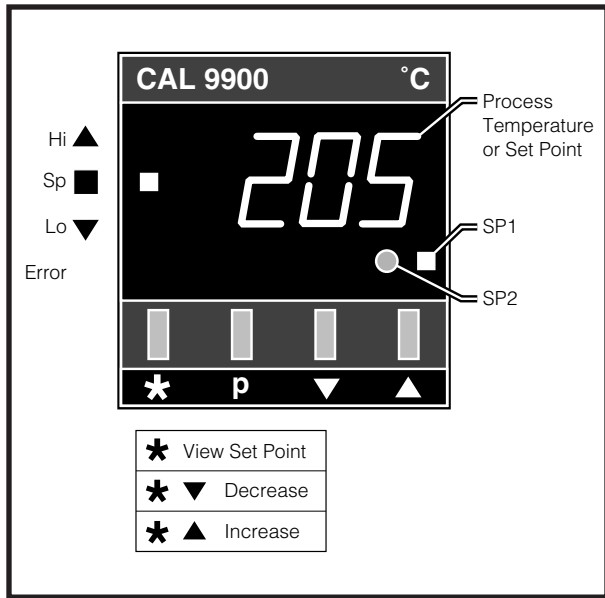 CAL 9900 °C
Hi ▲
Sp ■
Lo ▼
Error
205
Process
Temperature
or Set Point
SP1
SP2
* p ▼ ▲
* View Set Point
* ▼ Decrease
* ▲ Increase